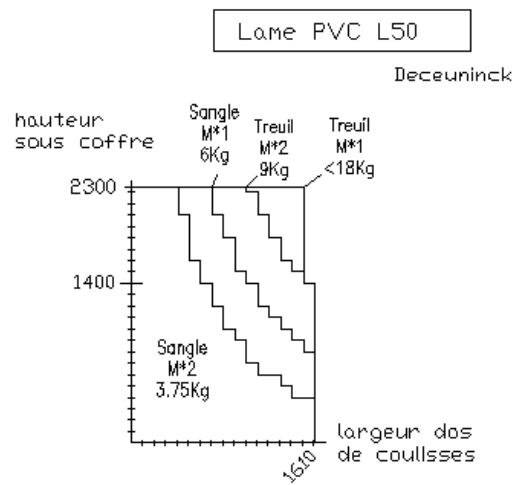 Lame PVC L50
Deceuninck
hauteur
sous coffre
Sangle
M*1
6Kg
Treuil
M*2
9Kg
Treuil
M*1
<18Kg
2300
1400
Sangle
M*2
3.75Kg
largeur dos
de coulisses
1610